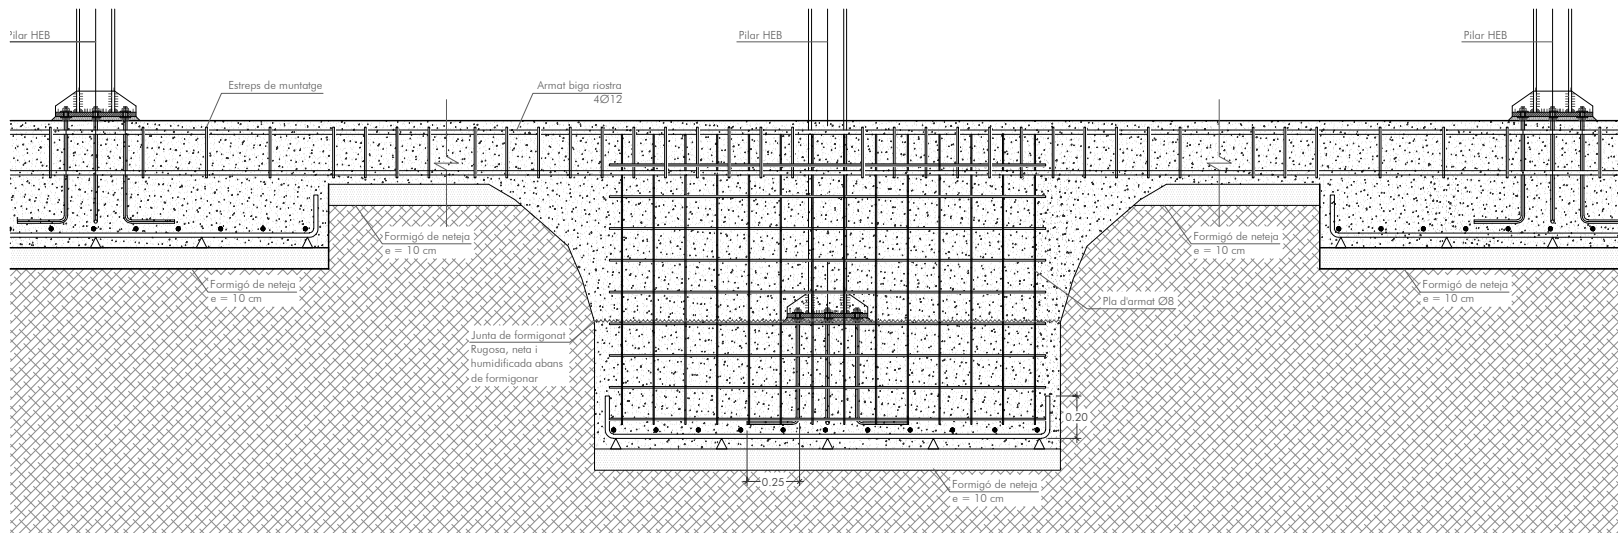 Pilar HEB
Pilar HEB
Pilar HEB
Estreps de muntatge
Armat biga riostra
4Ø12
Formigó de neteja
e = 10 cm
Formigó de neteja
e = 10 cm
Formigó de neteja
e = 10 cm
Formigó de neteja
e = 10 cm
Pla d'armat Ø8
Junta de formigonat
Rugosa, neta i
humidificada abans
de formigonar
0.20
0.25
Formigó de neteja
e = 10 cm